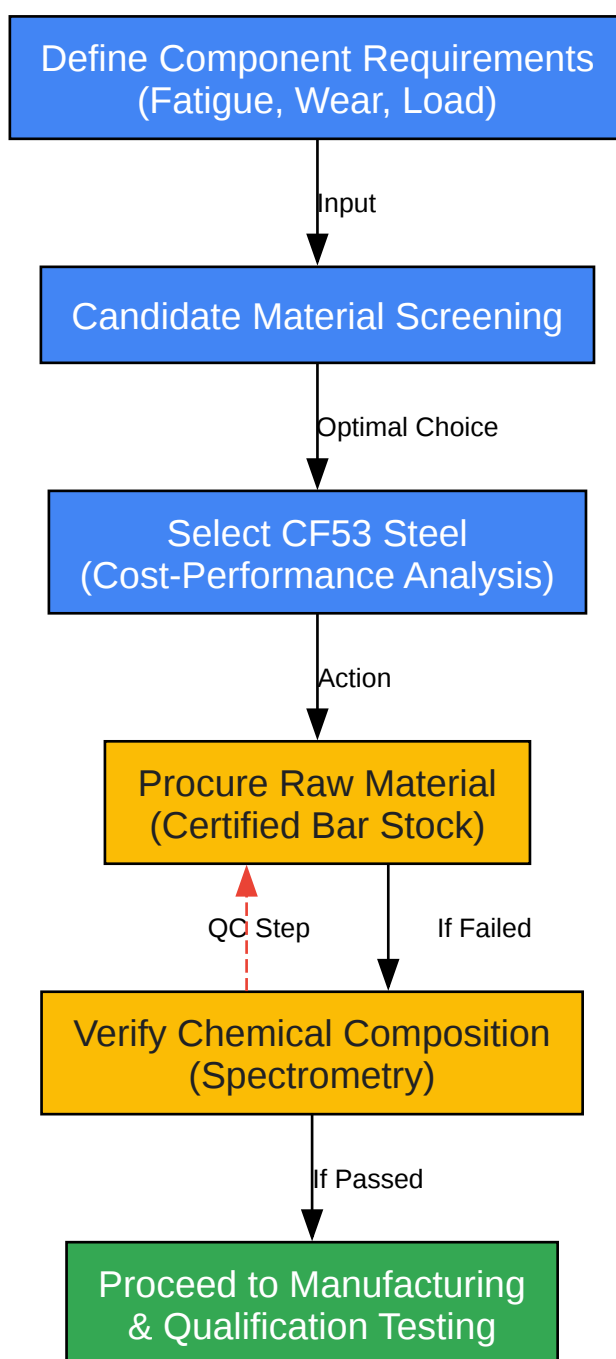 Define Component Requirements
(Fatigue, Wear, Load)
Input
Candidate Material Screening
Optimal Choice
Select CF53 Steel
(Cost-Performance Analysis)
Action
Procure Raw Material
(Certified Bar Stock)
QC Step
If Failed
Verify Chemical Composition
(Spectrometry)
If Passed
Proceed to Manufacturing
& Qualification Testing